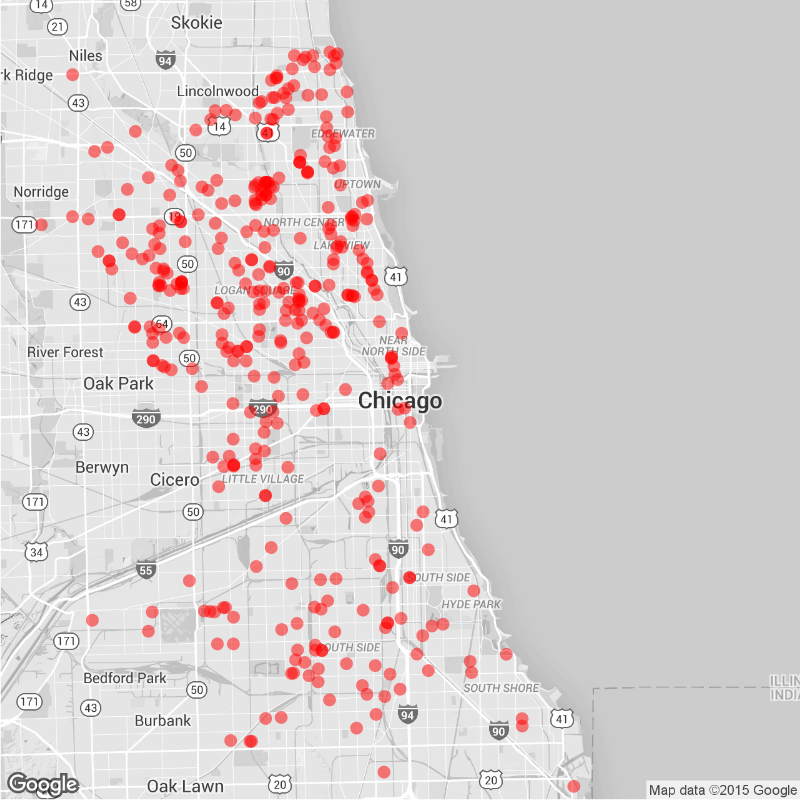 14
58
21
Skokie
Niles
94
rk Ridge
43
Lincolnwood
14
41
EDGEWATER
50
Norridge
UPTOWN
171
19
NORTH CENTER
LAKEVIEW
50
90
41
LOGAN SQUARE
43
64
NEAR
NORTH SIDE
River Forest
50
Oak Park
290
290
Chicago
43
Berwyn
Cicero
LITTLE VILLAGE
171
50
41
34
90
55
SOUTH SIDE
HYDE PARK
171
SOUTH SIDE
Bedford Park
50
SOUTH SHORE
ILLIN
INDIA
171
43
Burbank
94
41
90
Google
Oak Lawn
20
20
Map data ©2015 Google